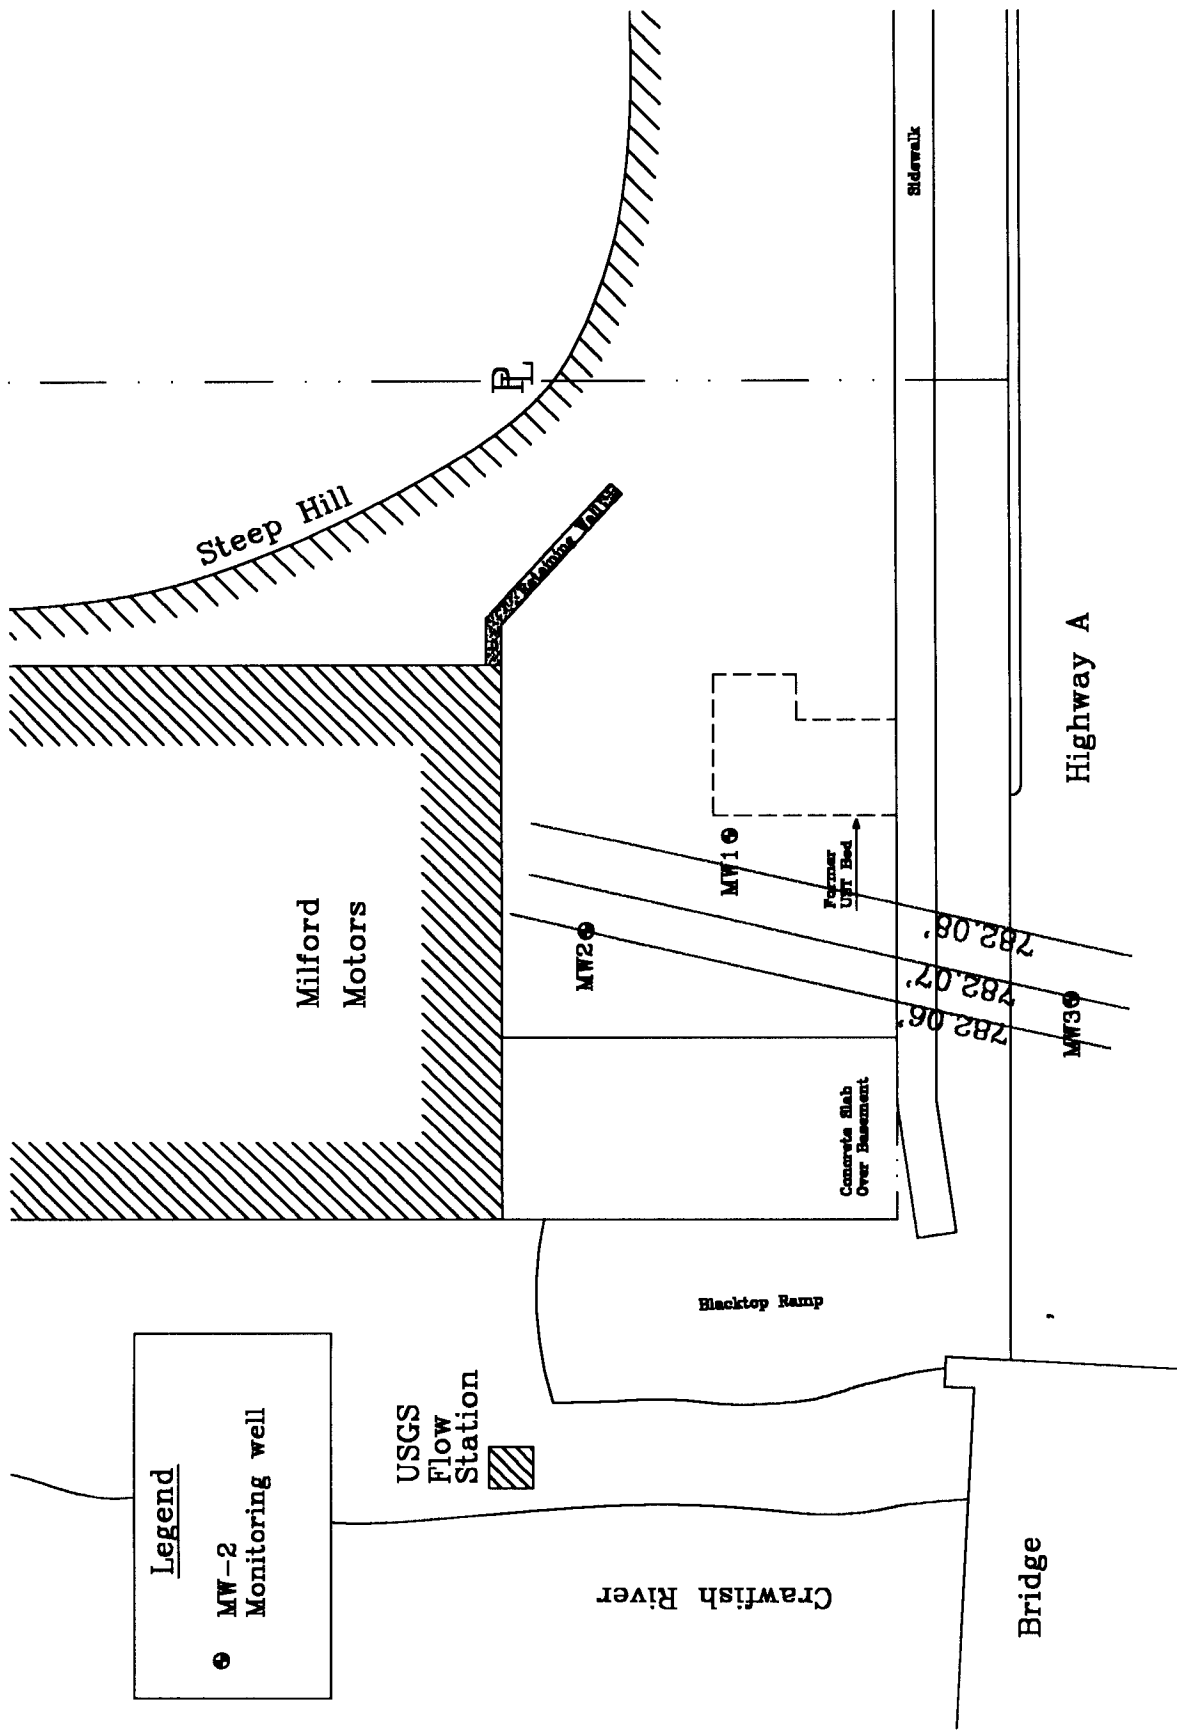 Legend
MW-2
Monitoring well
USGS
Flow
Station
Crawfish River
Bridge
Blacktop Ramp
Concrete Slab
Over Basement
Milford
Motors
MW2
MW1
MW3
782.06'
782.07'
782.08'
Former
UST Bed
Retaining Wall
Steep Hill
PL
Highway A
Sidewalk